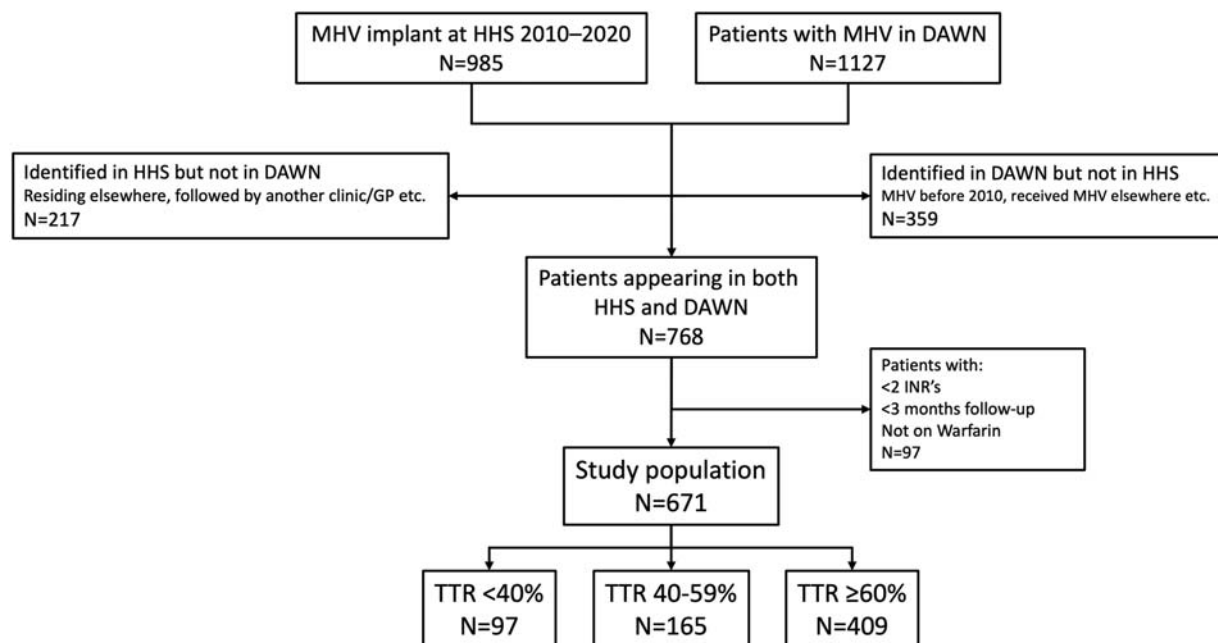 MHV implant at HHS 2010–2020
N=985
Patients with MHV in DAWN
N=1127
Identified in HHS but not in DAWN
Residing elsewhere, followed by another clinic/GP etc.
N=217
Identified in DAWN but not in HHS
MHV before 2010, received MHV elsewhere etc.
N=359
Patients appearing in both
HHS and DAWN
N=768
Patients with:
<2 INR's
<3 months follow-up
Not on Warfarin
N=97
Study population
N=671
TTR <40%
N=97
TTR 40-59%
N=165
TTR ≥60%
N=409